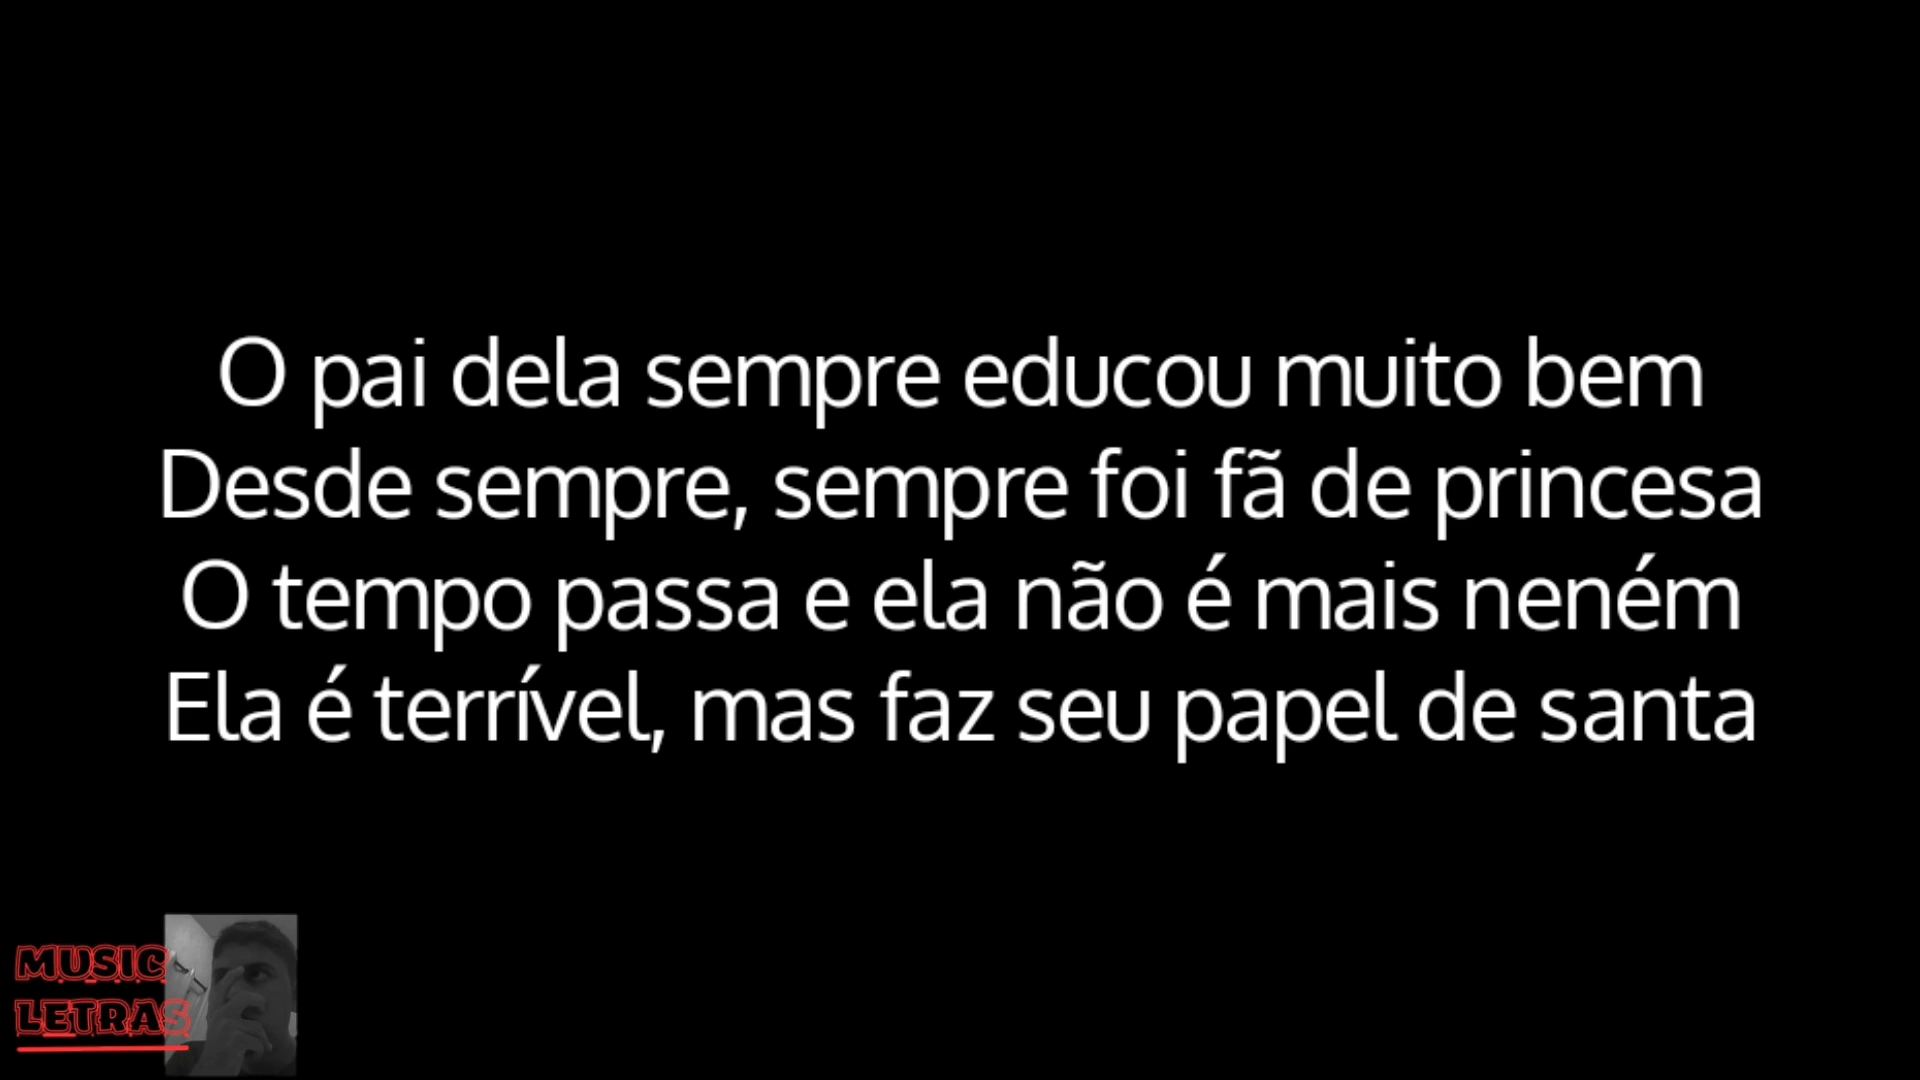 O pai dela sempre educou muito bem
Desde sempre, sempre foi fã de princesa
O tempo passa e ela não é mais neném
Ela é terrível, mas faz seu papel de santa
MUSIC
LETRAS